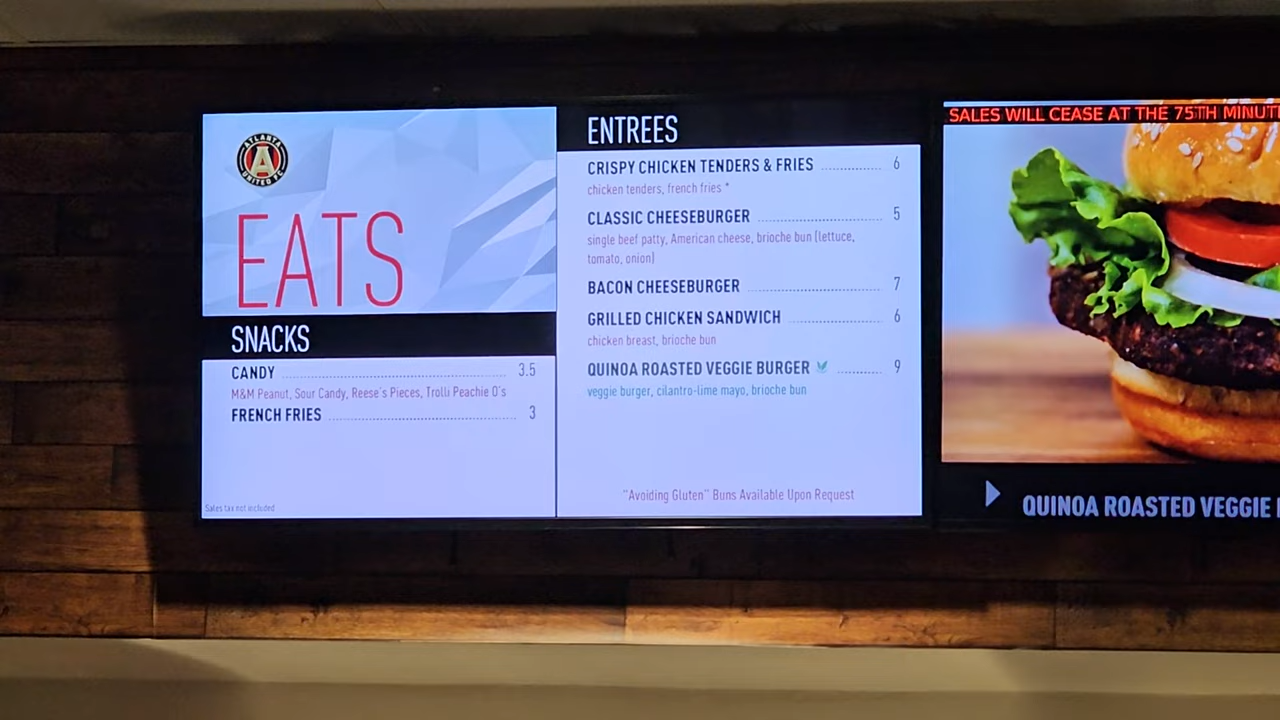 ATLANTA
A
UNITED FC
EATS
SNACKS
CANDY 3.5
M&M Peanut, Sour Candy, Reese's Pieces, Trolli Peachie O's
FRENCH FRIES 3
Sales tax not included
ENTREES
CRISPY CHICKEN TENDERS & FRIES 6
chicken tenders, french fries *
CLASSIC CHEESEBURGER 5
single beef patty, American cheese, brioche bun (lettuce,
tomato, onion)
BACON CHEESEBURGER 7
GRILLED CHICKEN SANDWICH 6
chicken breast, brioche bun
QUINOA ROASTED VEGGIE BURGER 9
veggie burger, cilantro-lime mayo, brioche bun
"Avoiding Gluten" Buns Available Upon Request
SALES WILL CEASE AT THE 75TH MINUT
QUINOA ROASTED VEGGIE